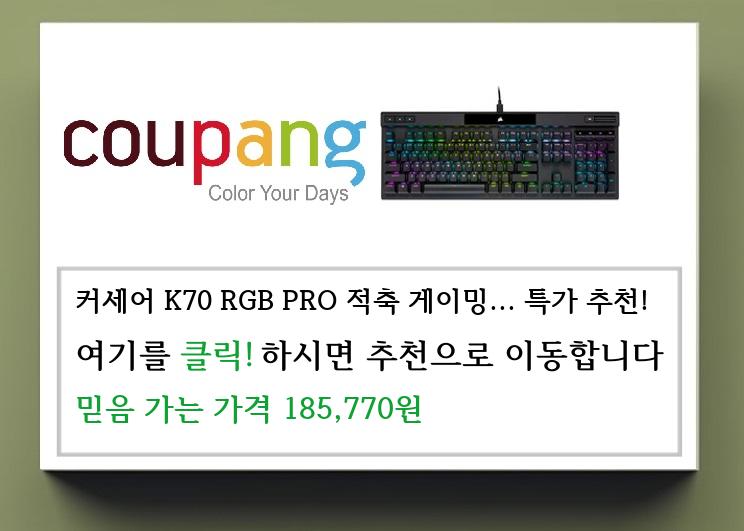 coupang
Color Your Days
커세어 K70 RGB PRO 적축 게이밍... 특가 추천!
여기를 클릭! 하시면 추천으로 이동합니다
믿음 가는 가격 185,770원